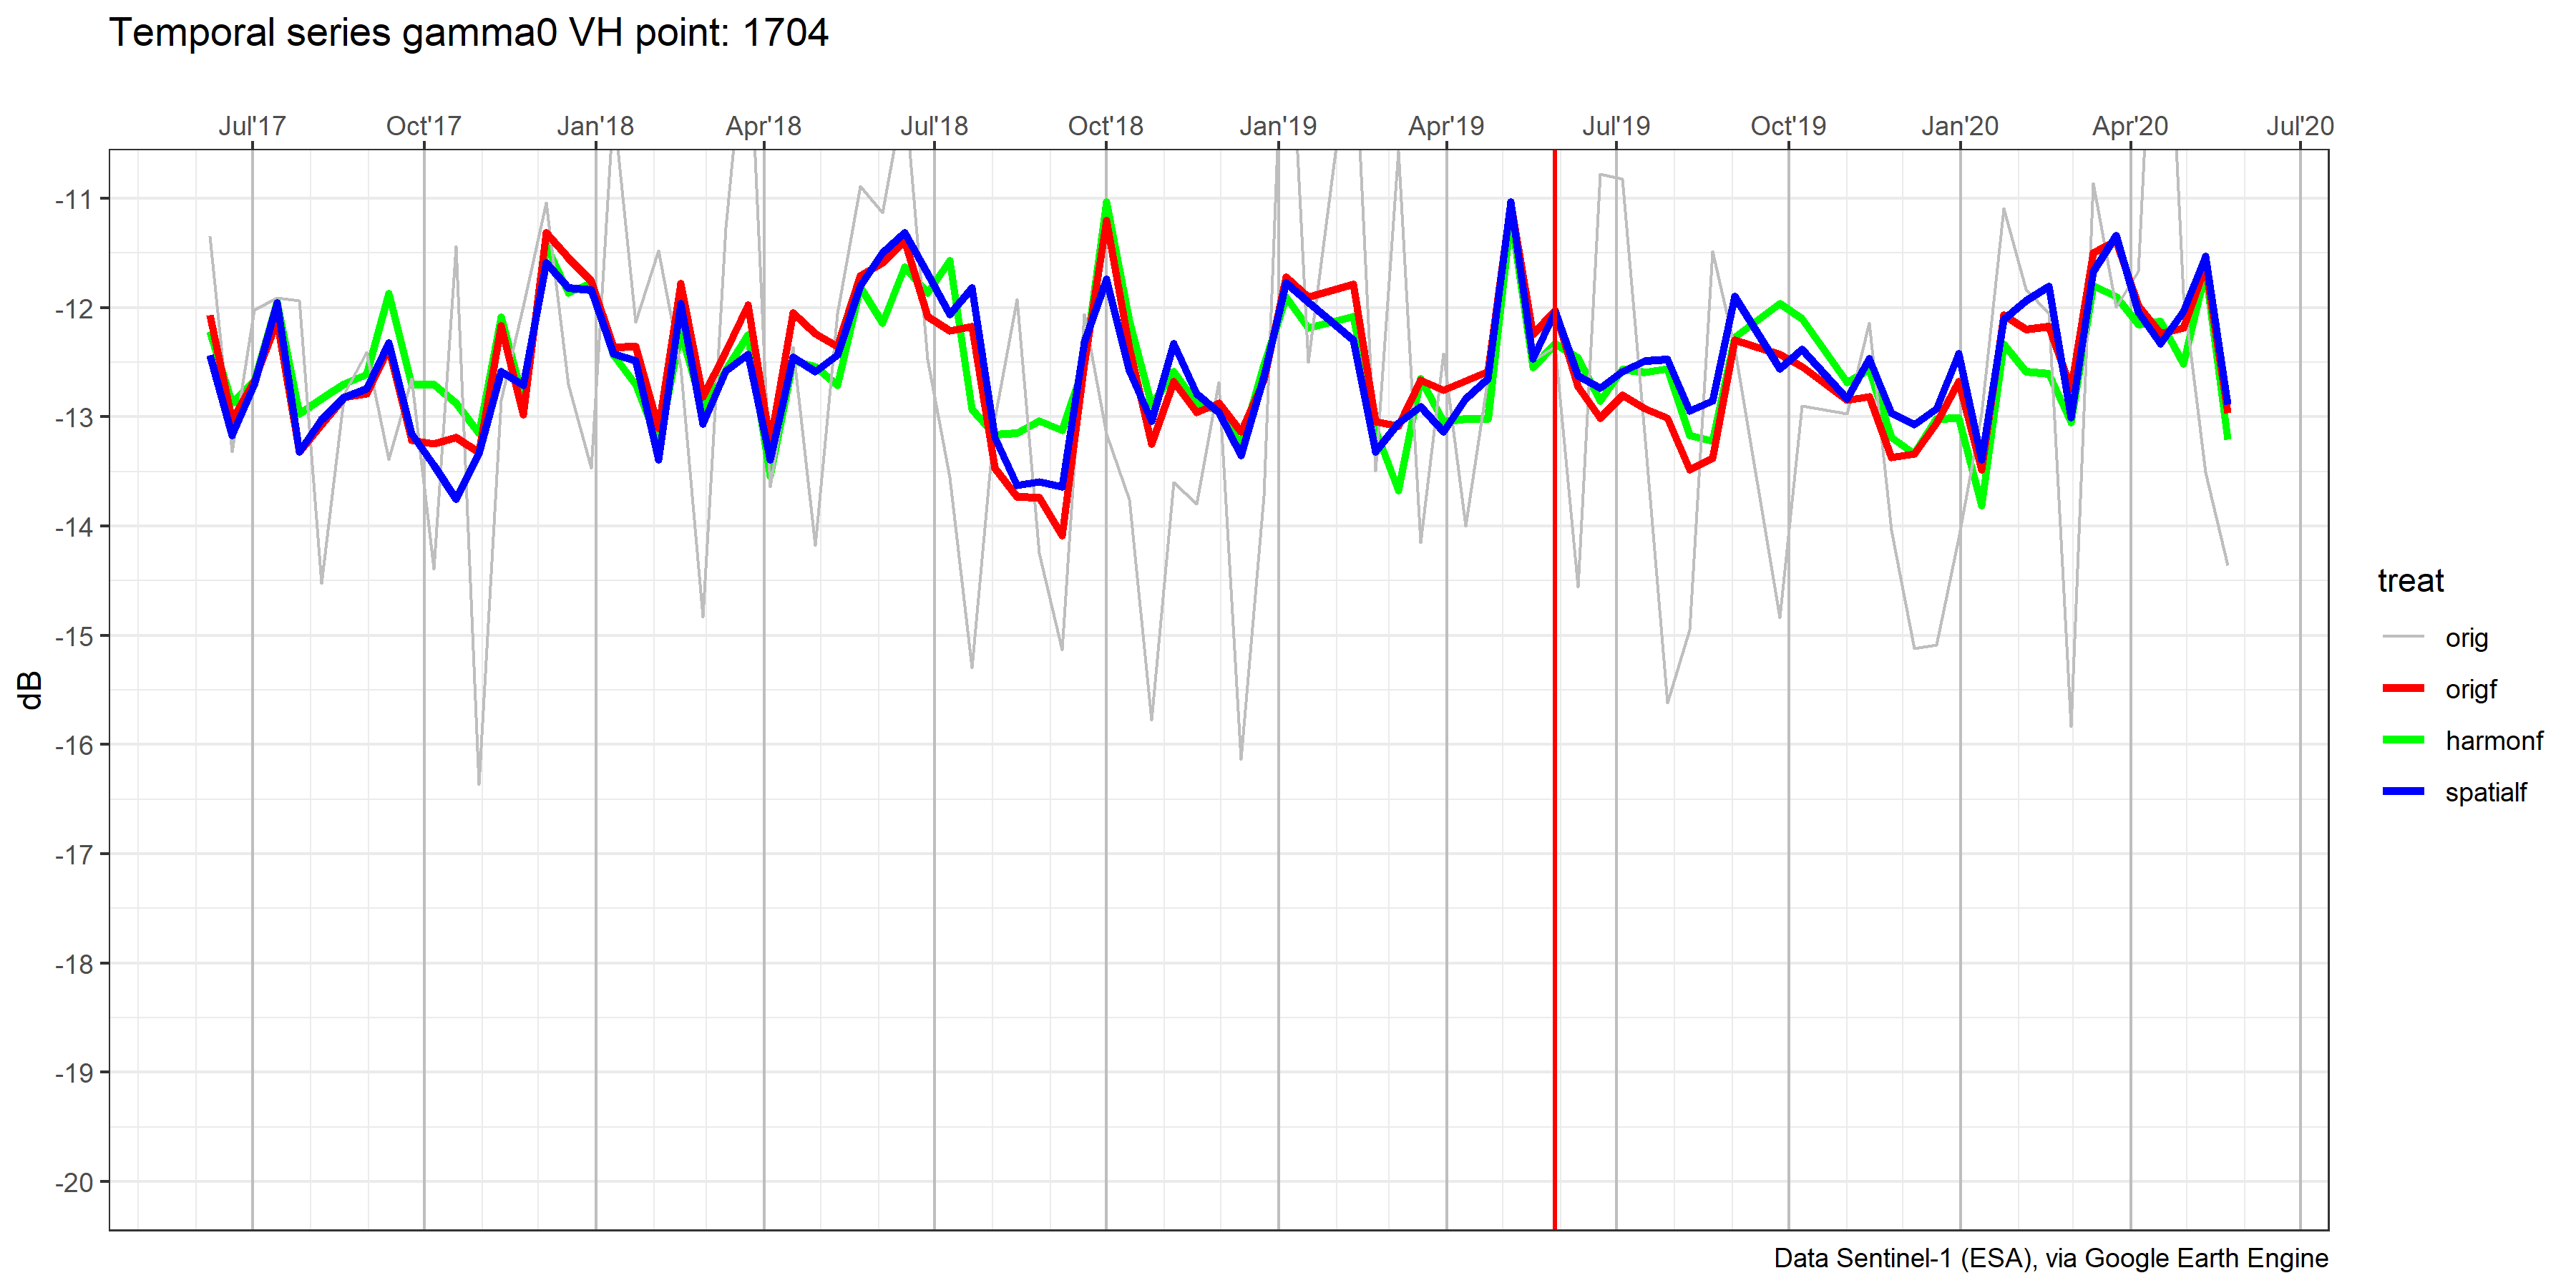 Temporal series gamma0 VH point: 1704
Jul'17 Oct'17 Jan'18 Apr'18 Jul'18 Oct'18 Jan'19 Apr'19 Jul'19 Oct'19 Jan'20 Apr'20 Jul'20
-11
-12
-13
-14
-15
-16
-17
-18
-19
-20
dB
treat
orig
origf
harmonf
spatialf
Data Sentinel-1 (ESA), via Google Earth Engine